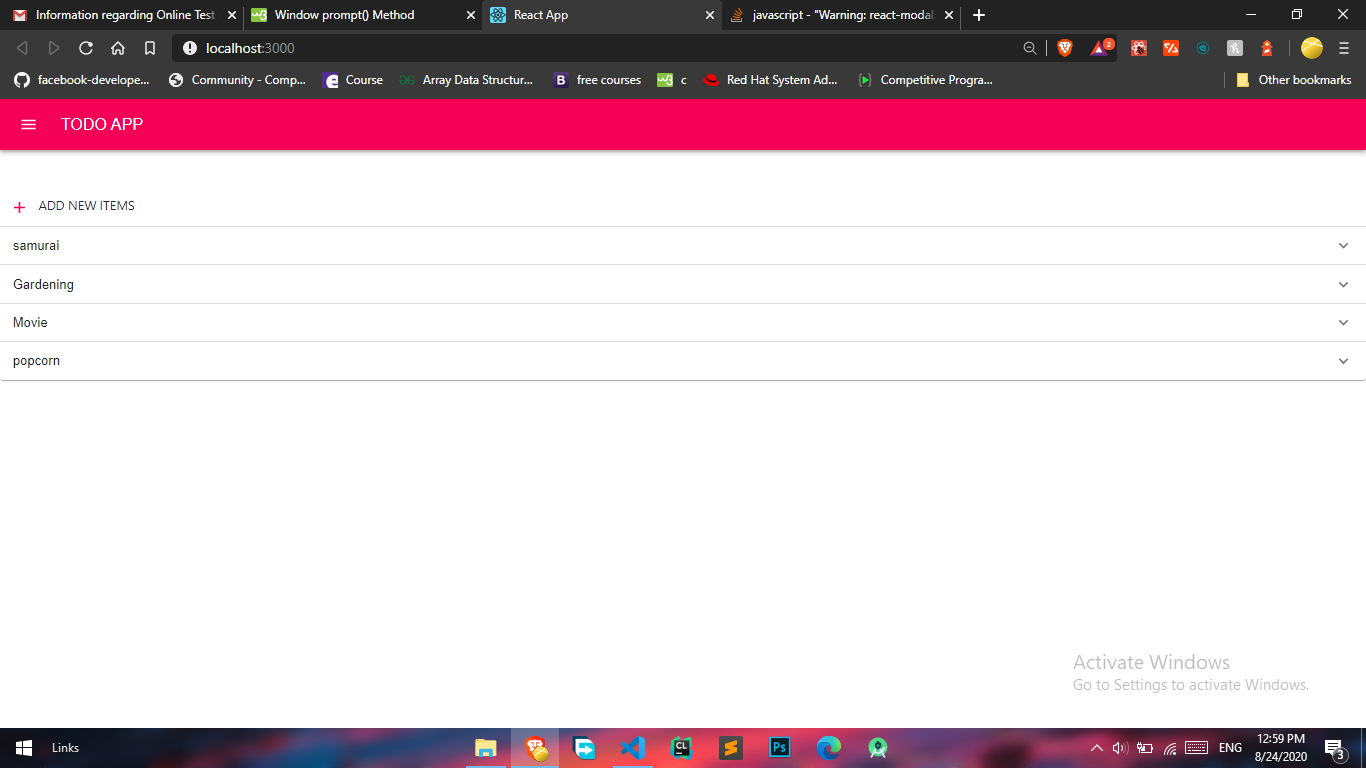 Information regarding Online Test
Window prompt() Method
React App
javascript - "Warning: react-modal
localhost:3000
2
facebook-develope...
Community - Comp...
Course
Array Data Structur...
free courses
c
Red Hat System Ad...
Competitive Progra...
Other bookmarks
TODO APP
ADD NEW ITEMS
samurai
Gardening
Movie
popcorn
Activate Windows
Go to Settings to activate Windows.
Links
ENG
12:59 PM
8/24/2020
3